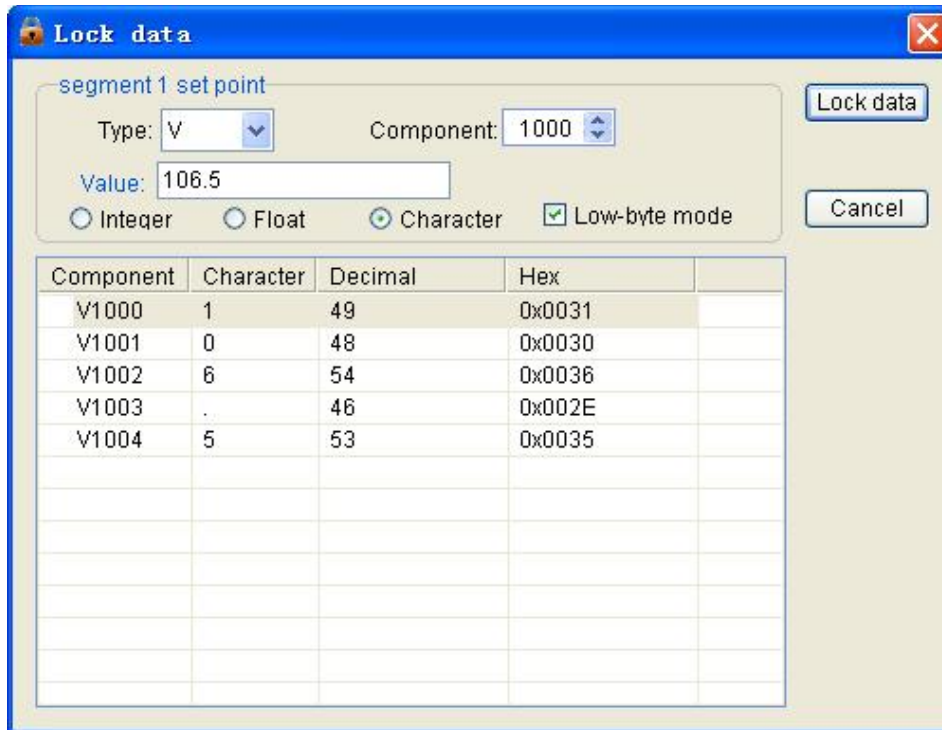 Lock data
segment 1 set point
Lock data
Type: V
Component: 1000
Value: 106.5
Integer Float Character Low-byte mode
Cancel
Component Character Decimal Hex
V1000 1 49 0x0031
V1001 0 48 0x0030
V1002 6 54 0x0036
V1003 . 46 0x002E
V1004 5 53 0x0035